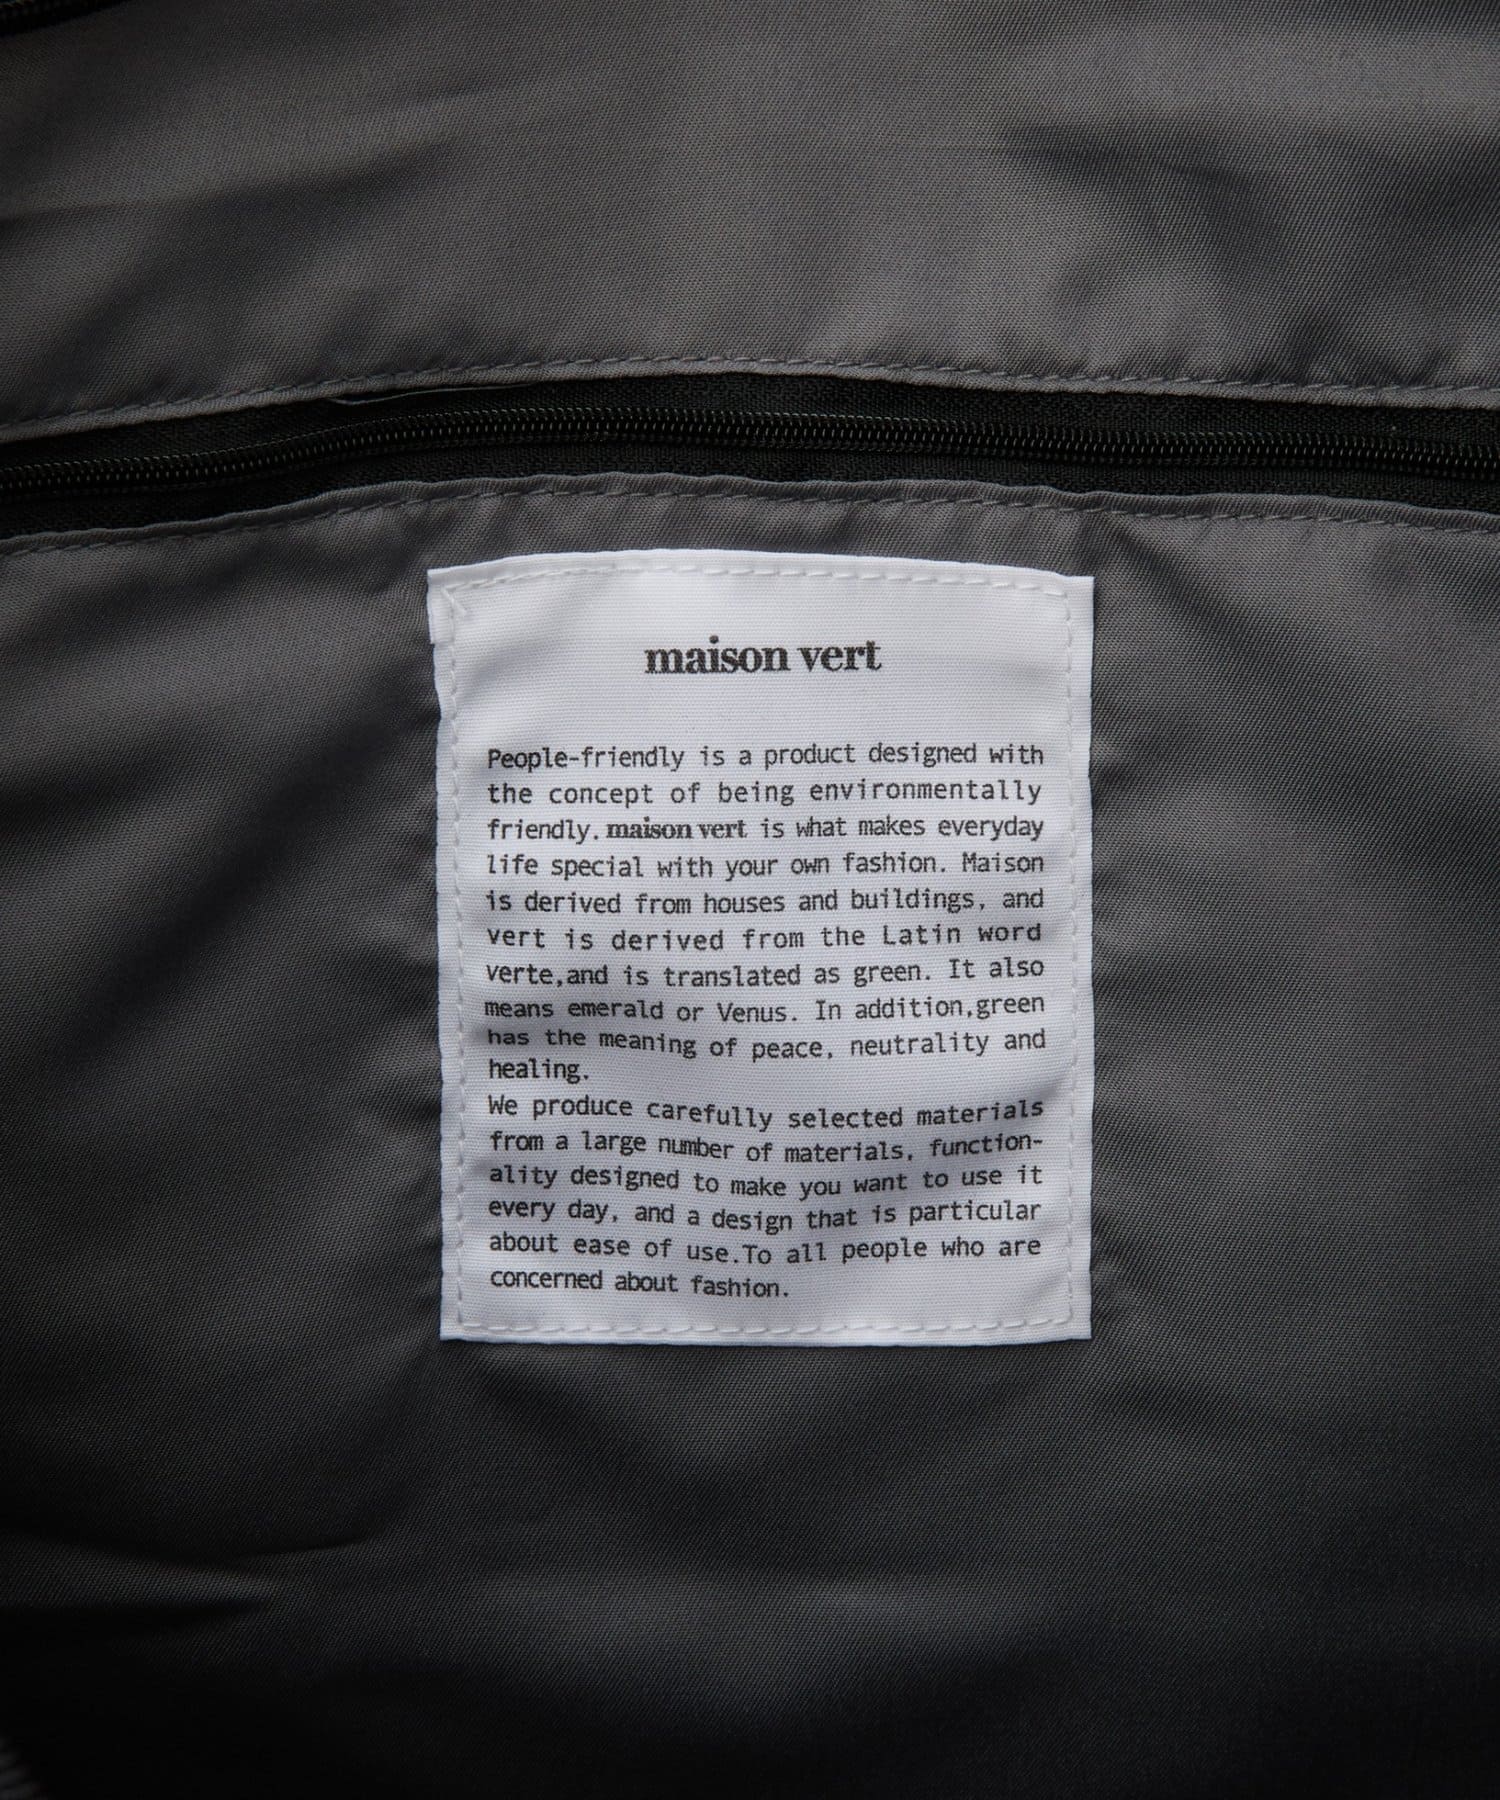 maison vert
People-friendly is a product designed with
the concept of being environmentally
friendly. maison vert is what makes everyday
life special with your own fashion. Maison
is derived from houses and buildings, and
vert is derived from the Latin word
verte,and is translated as green. It also
means emerald or Venus. In addition,green
has the meaning of peace, neutrality and
healing.
We produce carefully selected materials
from a large number of materials, function-
ality designed to make you want to use it
every day, and a design that is particular
about ease of use.To all people who are
concerned about fashion.